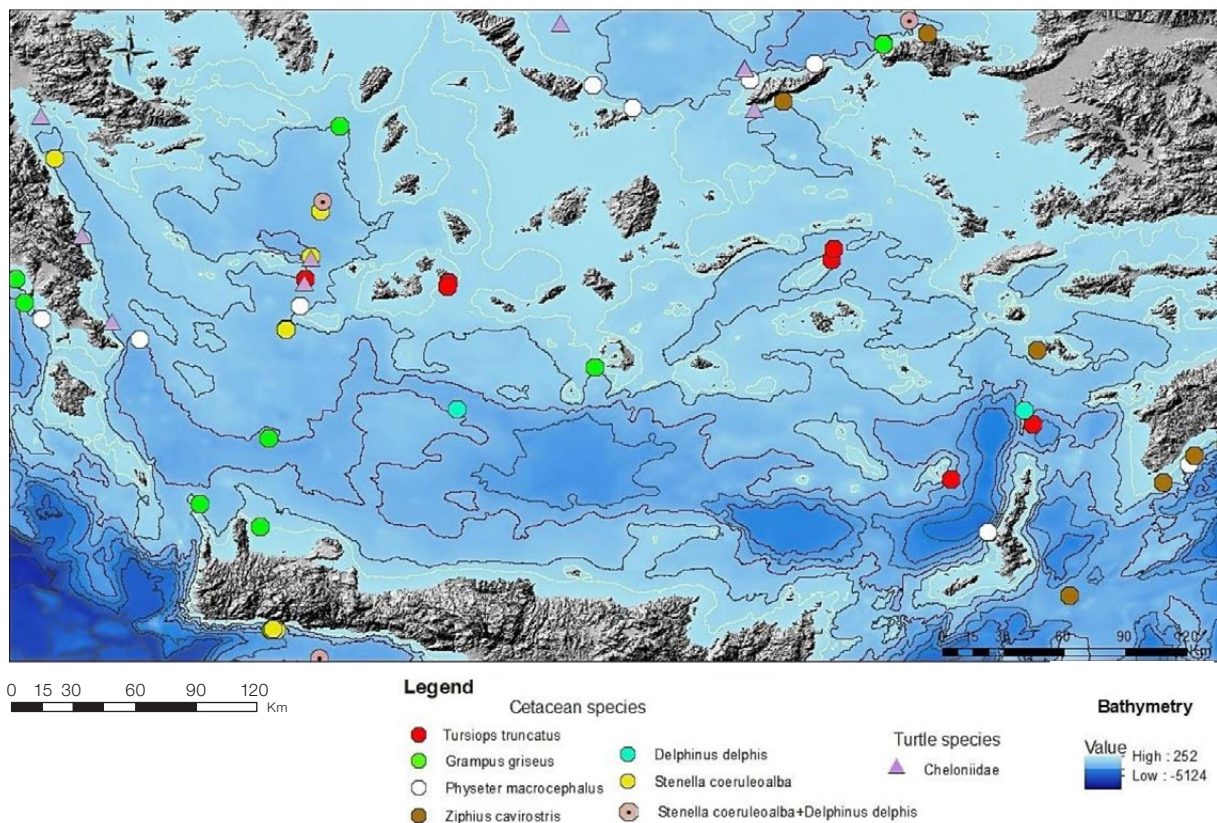 N
0 15 30 60 90 120
Km
0 15 30 60 90 120
Km
Legend
Cetacean species
Tursiops truncatus
Grampus griseus
Physeter macrocephalus
Ziphius cavirostris
Delphinus delphis
Stenella coeruleoalba
Stenella coeruleoalba+Delphinus delphis
Turtle species
Cheloniidae
Bathymetry
Value
High : 252
Low : -5124